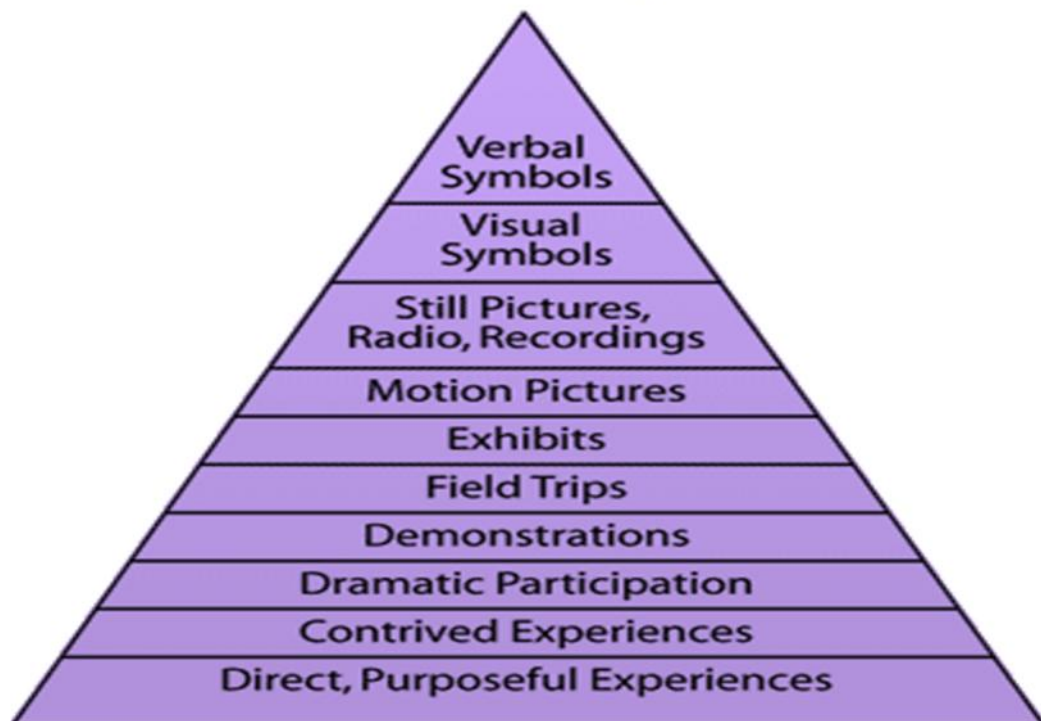 Verbal
Symbols
Visual
Symbols
Still Pictures,
Radio, Recordings
Motion Pictures
Exhibits
Field Trips
Demonstrations
Dramatic Participation
Contrived Experiences
Direct, Purposeful Experiences